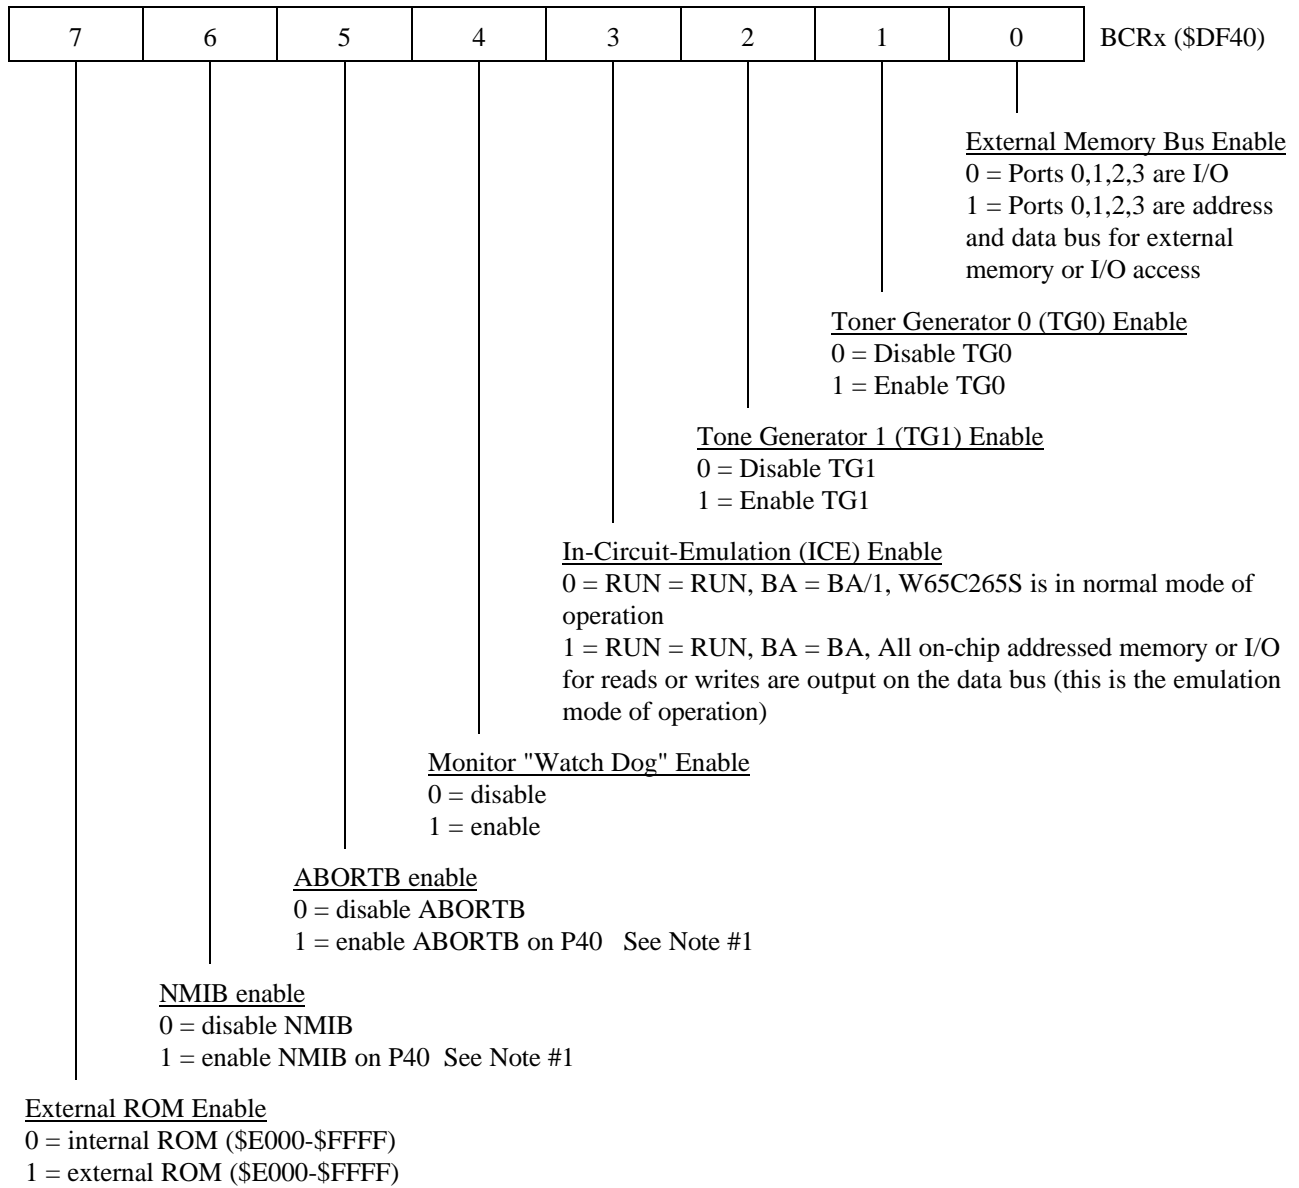 7 6 5 4 3 2 1 0 BCRx ($DF40)
External Memory Bus Enable
0 = Ports 0,1,2,3 are I/O
1 = Ports 0,1,2,3 are address
and data bus for external
memory or I/O access
Toner Generator 0 (TG0) Enable
0 = Disable TG0
1 = Enable TG0
Tone Generator 1 (TG1) Enable
0 = Disable TG1
1 = Enable TG1
In-Circuit-Emulation (ICE) Enable
0 = RUN = RUN, BA = BA/1, W65C265S is in normal mode of
operation
1 = RUN = RUN, BA = BA, All on-chip addressed memory or I/O
for reads or writes are output on the data bus (this is the emulation
mode of operation)
Monitor "Watch Dog" Enable
0 = disable
1 = enable
ABORTB enable
0 = disable ABORTB
1 = enable ABORTB on P40 See Note #1
NMIB enable
0 = disable NMIB
1 = enable NMIB on P40 See Note #1
External ROM Enable
0 = internal ROM ($E000-$FFFF)
1 = external ROM ($E000-$FFFF)